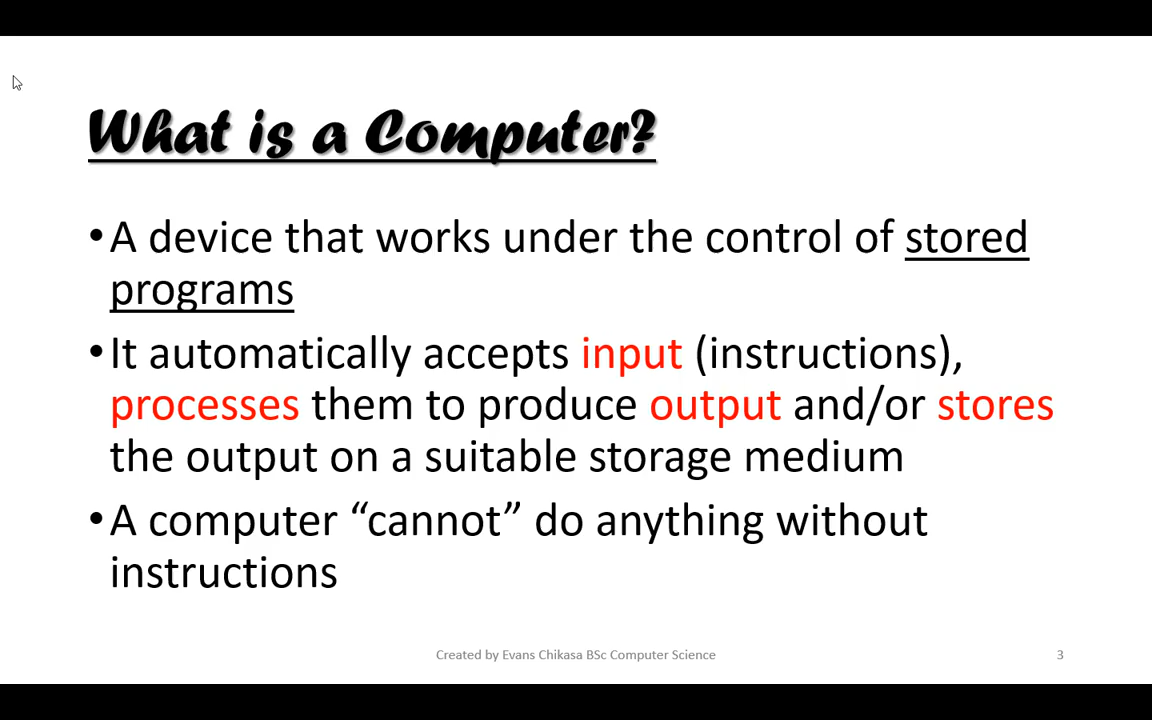 What is a Computer?
•A device that works under the control of stored
programs
•It automatically accepts input (instructions),
processes them to produce output and/or stores
the output on a suitable storage medium
•A computer “cannot” do anything without
instructions
Created by Evans Chikasa BSc Computer Science 3